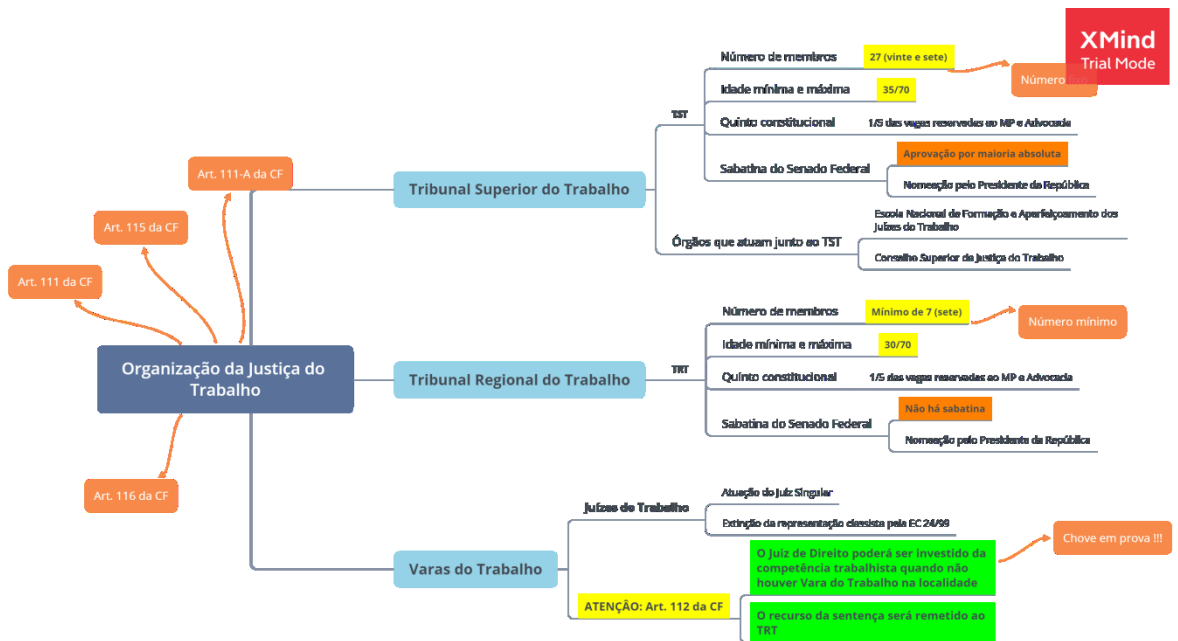 XMind
Trial Mode
Número de membros
27 (vinte e sete)
Número
Idade mínima e máxima
35/70
TST
Quinto constitucional
1/5 das vagas reservadas ao MP e Advocacia
Sabatina do Senado Federal
Aprovação por maioria absoluta
Nomeação pelo Presidente da República
Tribunal Superior do Trabalho
Órgãos que atuam junto ao TST
Escola Nacional de Formação e Aperfeiçoamento dos
Juízes do Trabalho
Conselho Superior da Justiça do Trabalho
Art. 111-A da CF
Art. 115 da CF
Art. 111 da CF
Organização da Justiça do
Trabalho
Art. 116 da CF
Tribunal Regional do Trabalho
TRT
Número de membros
Mínimo de 7 (sete)
Número mínimo
Idade mínima e máxima
30/70
Quinto constitucional
1/5 das vagas reservadas ao MP e Advocacia
Sabatina do Senado Federal
Não há sabatina
Nomeação pelo Presidente da República
Varas do Trabalho
Juízes do Trabalho
Atuação do Juiz Singular
Extinção da representação classista pela EC 24/99
ATENÇÃO: Art. 112 da CF
O Juiz de Direito poderá ser investido da
competência trabalhista quando não
houver Vara do Trabalho na localidade
Chove em prova !!!
O recurso da sentença será remetido ao
TRT